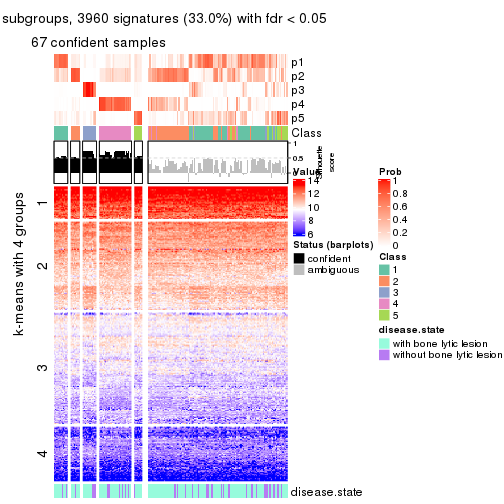 subgroups, 3960 signatures (33.0%) with fdr < 0.05
67 confident samples
p1
p2
p3
p4
p5
Class
1
0.5
0
silhouette
score
k-means with 4 groups
1
2
3
4
disease.state
Value
14
12
10
8
6
Status (barplots)
confident
ambiguous
Prob
1
0.8
0.6
0.4
0.2
0
Class
1
2
3
4
5
disease.state
with bone lytic lesion
without bone lytic lesion